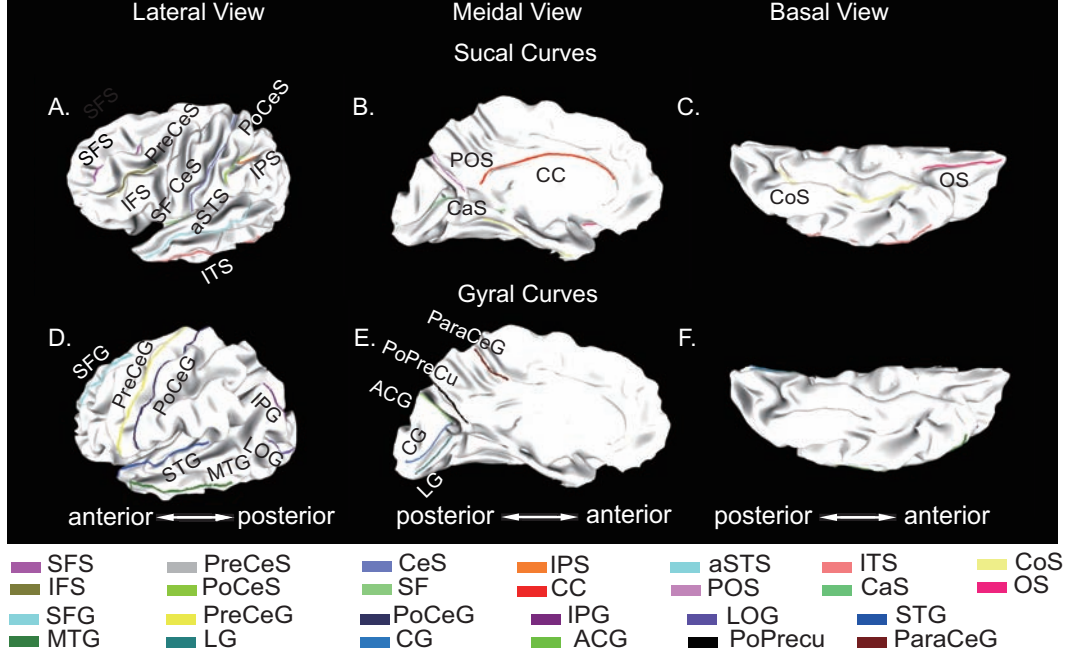 Lateral View Meidal View Basal View
Sucal Curves
A. B. C.
SFS
SFS
PreCeS
PoCeS
IFS
SF
CeS
aSTS
IPS
ITS
POS
CC
CaS
CoS
OS
Gyral Curves
D. E. F.
SFG
PreCeG
PoCeG
IPG
STG
MTG
LOG
ParaCeG
PoPreCu
ACG
CG
LG
anterior posterior posterior anterior posterior anterior
SFS PreCeS CeS IPS aSTS ITS CoS
IFS PoCeS SF CC POS CaS OS
SFG PreCeG PoCeG IPG LOG STG
MTG LG CG ACG PoPrecu ParaCeG